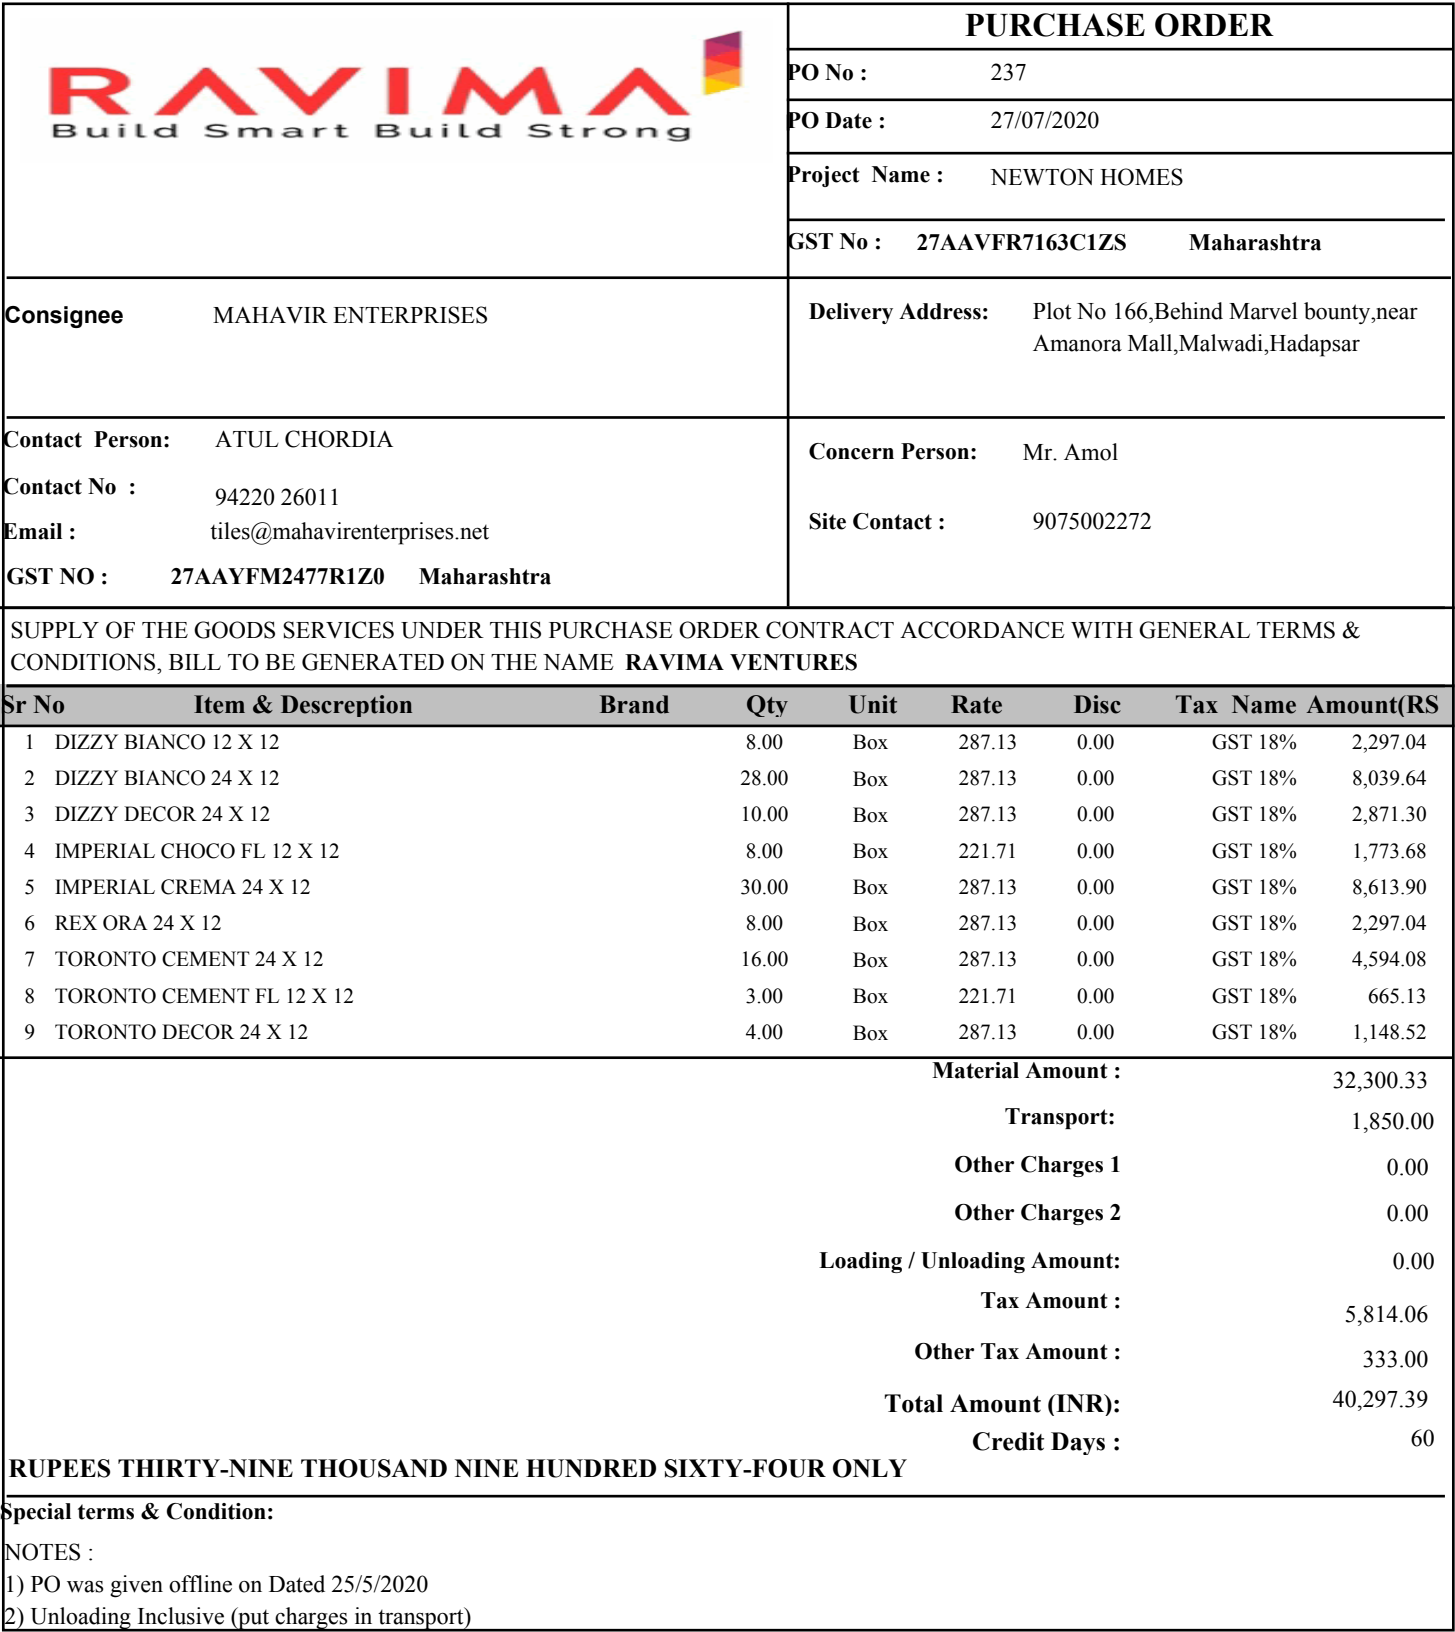 RAVIMA
Build Smart Build Strong
PURCHASE ORDER
PO No : 237
PO Date : 27/07/2020
Project Name : NEWTON HOMES
GST No : 27AAVFR7163C1ZS Maharashtra
Consignee MAHAVIR ENTERPRISES
Delivery Address: Plot No 166,Behind Marvel bounty,near
Amanora Mall,Malwadi,Hadapsar
Contact Person: ATUL CHORDIA
Contact No : 94220 26011
Email : tiles@mahavirenterprises.net
GST NO : 27AAYFM2477R1Z0 Maharashtra
Concern Person: Mr. Amol
Site Contact : 9075002272
SUPPLY OF THE GOODS SERVICES UNDER THIS PURCHASE ORDER CONTRACT ACCORDANCE WITH GENERAL TERMS &
CONDITIONS, BILL TO BE GENERATED ON THE NAME RAVIMA VENTURES
Sr No Item & Descreption Brand Qty Unit Rate Disc Tax Name Amount(RS
1 DIZZY BIANCO 12 X 12 8.00 Box 287.13 0.00 GST 18% 2,297.04
2 DIZZY BIANCO 24 X 12 28.00 Box 287.13 0.00 GST 18% 8,039.64
3 DIZZY DECOR 24 X 12 10.00 Box 287.13 0.00 GST 18% 2,871.30
4 IMPERIAL CHOCO FL 12 X 12 8.00 Box 221.71 0.00 GST 18% 1,773.68
5 IMPERIAL CREMA 24 X 12 30.00 Box 287.13 0.00 GST 18% 8,613.90
6 REX ORA 24 X 12 8.00 Box 287.13 0.00 GST 18% 2,297.04
7 TORONTO CEMENT 24 X 12 16.00 Box 287.13 0.00 GST 18% 4,594.08
8 TORONTO CEMENT FL 12 X 12 3.00 Box 221.71 0.00 GST 18% 665.13
9 TORONTO DECOR 24 X 12 4.00 Box 287.13 0.00 GST 18% 1,148.52
Material Amount : 32,300.33
Transport: 1,850.00
Other Charges 1 0.00
Other Charges 2 0.00
Loading / Unloading Amount: 0.00
Tax Amount : 5,814.06
Other Tax Amount : 333.00
Total Amount (INR): 40,297.39
Credit Days : 60
RUPEES THIRTY-NINE THOUSAND NINE HUNDRED SIXTY-FOUR ONLY
Special terms & Condition:
NOTES :
1) PO was given offline on Dated 25/5/2020
2) Unloading Inclusive (put charges in transport)